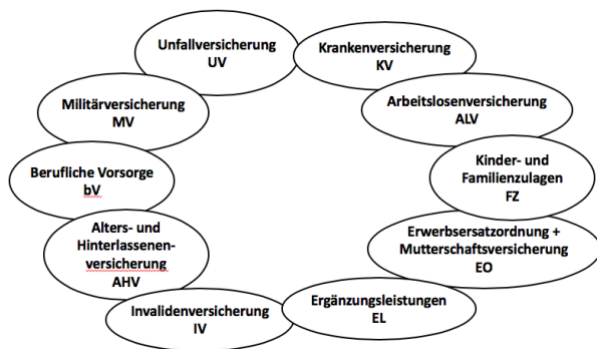 Unfallversicherung
UV
Krankenversicherung
KV
Arbeitslosenversicherung
ALV
Kinder- und
Familienzulagen
FZ
Erwerbsersatzordnung +
Mutterschaftsversicherung
EO
Ergänzungsleistungen
EL
Invalidenversicherung
IV
Alters- und
Hinterlassenen-
versicherung
AHV
Berufliche Vorsorge
bV
Militärversicherung
MV